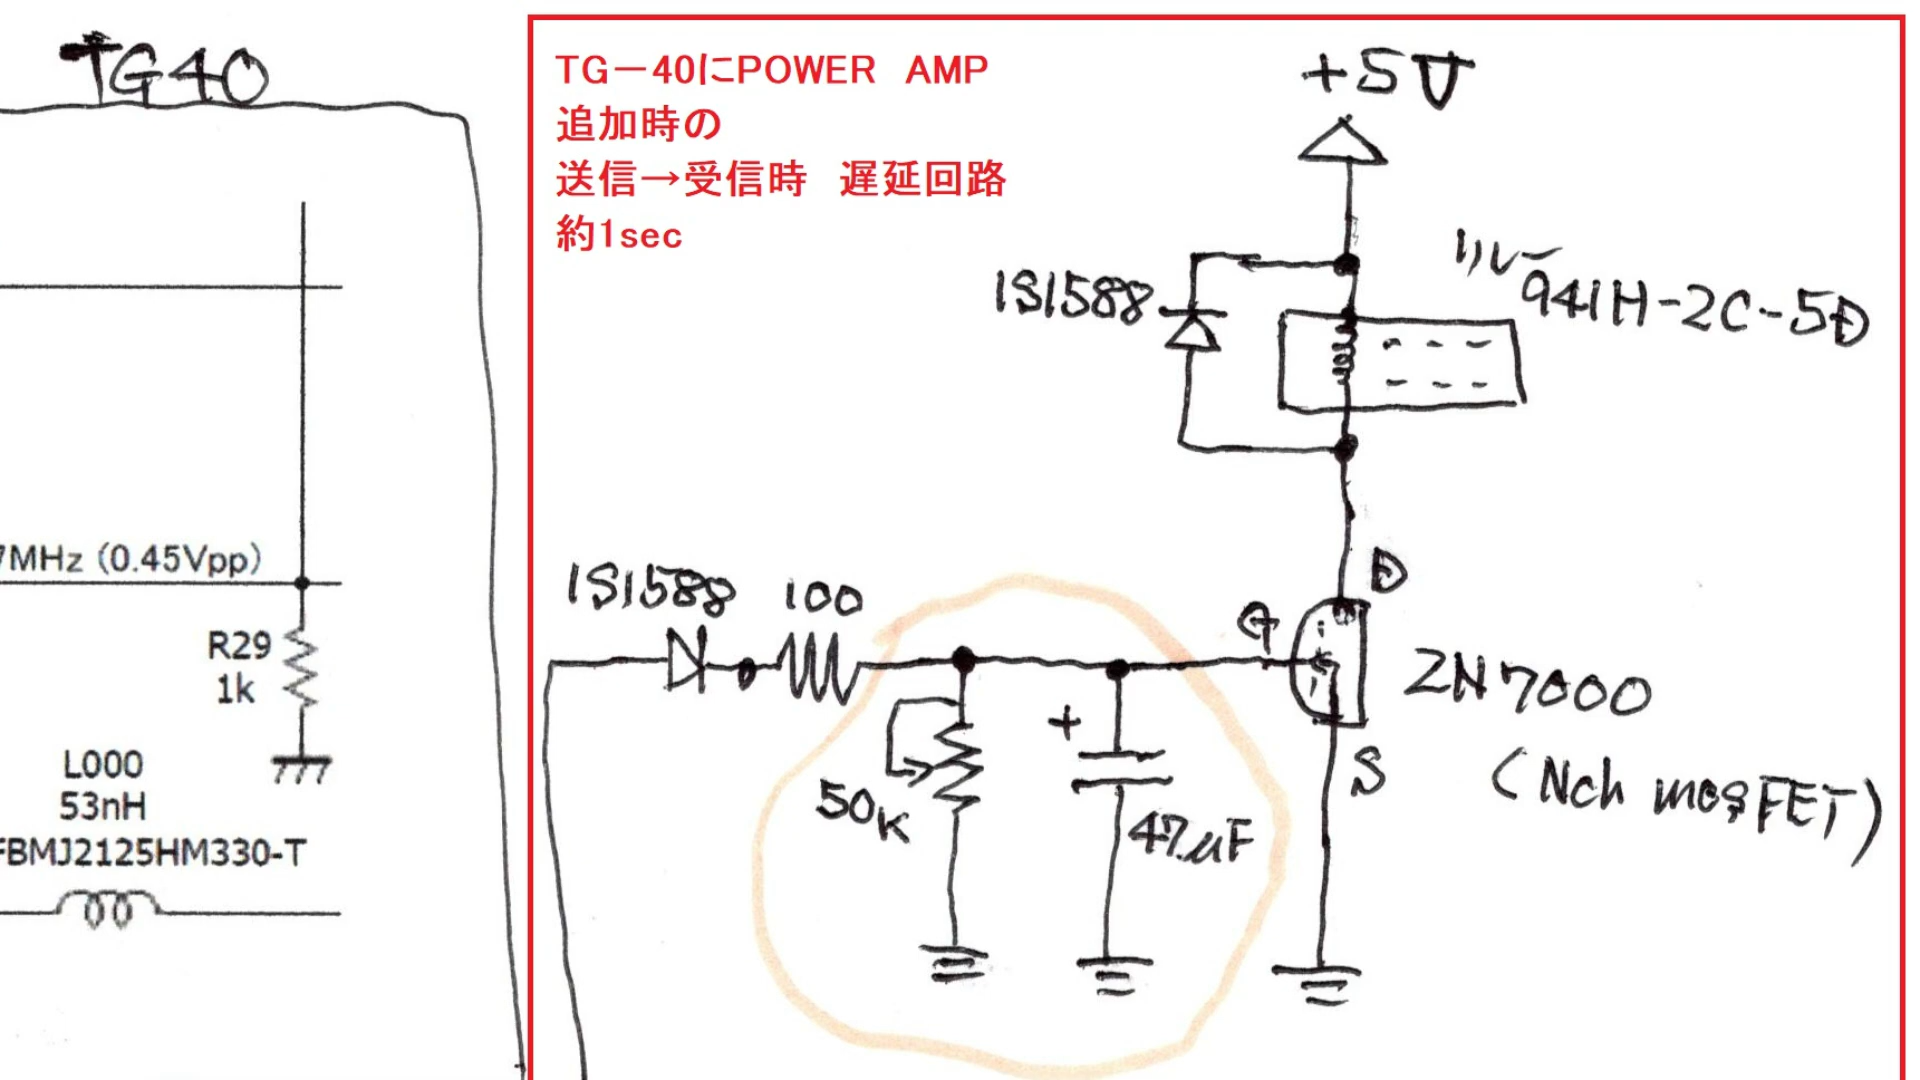 TG40
7MHz (0.45Vpp)
R29
1k
L000
53nH
FBMJ2125HM330-T
TG－40にPOWER AMP
追加時の
送信→受信時 遅延回路
約1sec
+5V
リレー
941H-2C-5D
1S1588
1S1588
100
50K
+
47μF
G
D
S
2N7000
(Nch mosFET)